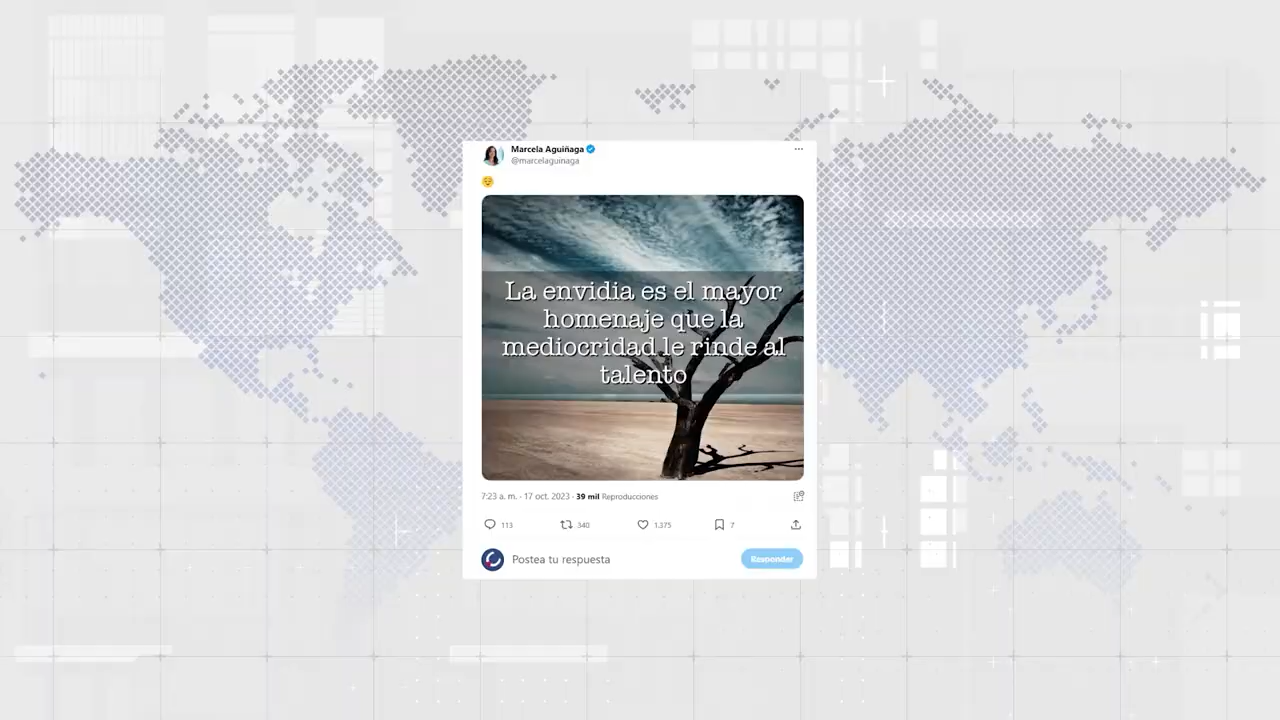 Marcela Aguiñaga
@marcelaguinaga
La envidia es el mayor
homenaje que la
mediocridad le rinde al
talento
7:23 a. m. · 17 oct. 2023 · 39 mil Reproducciones
113 340 1.375 7
Postea tu respuesta Responder